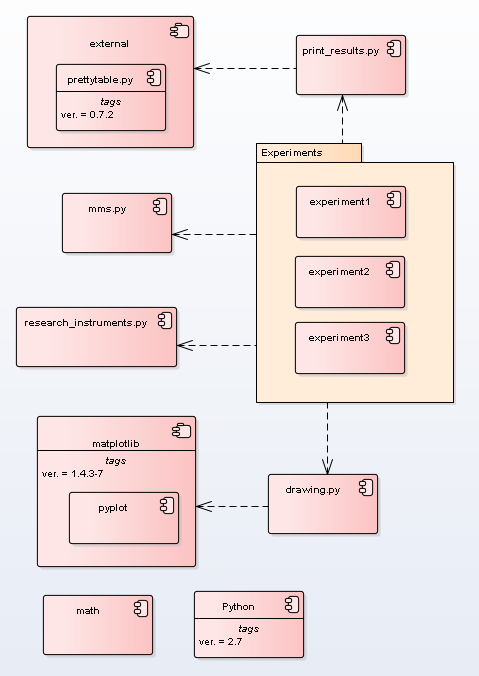 external
prettytable.py
tags
ver. = 0.7.2
print_results.py
Experiments
experiment1
experiment2
experiment3
mms.py
research_instruments.py
matplotlib
tags
ver. = 1.4.3-7
pyplot
drawing.py
math
Python
tags
ver. = 2.7